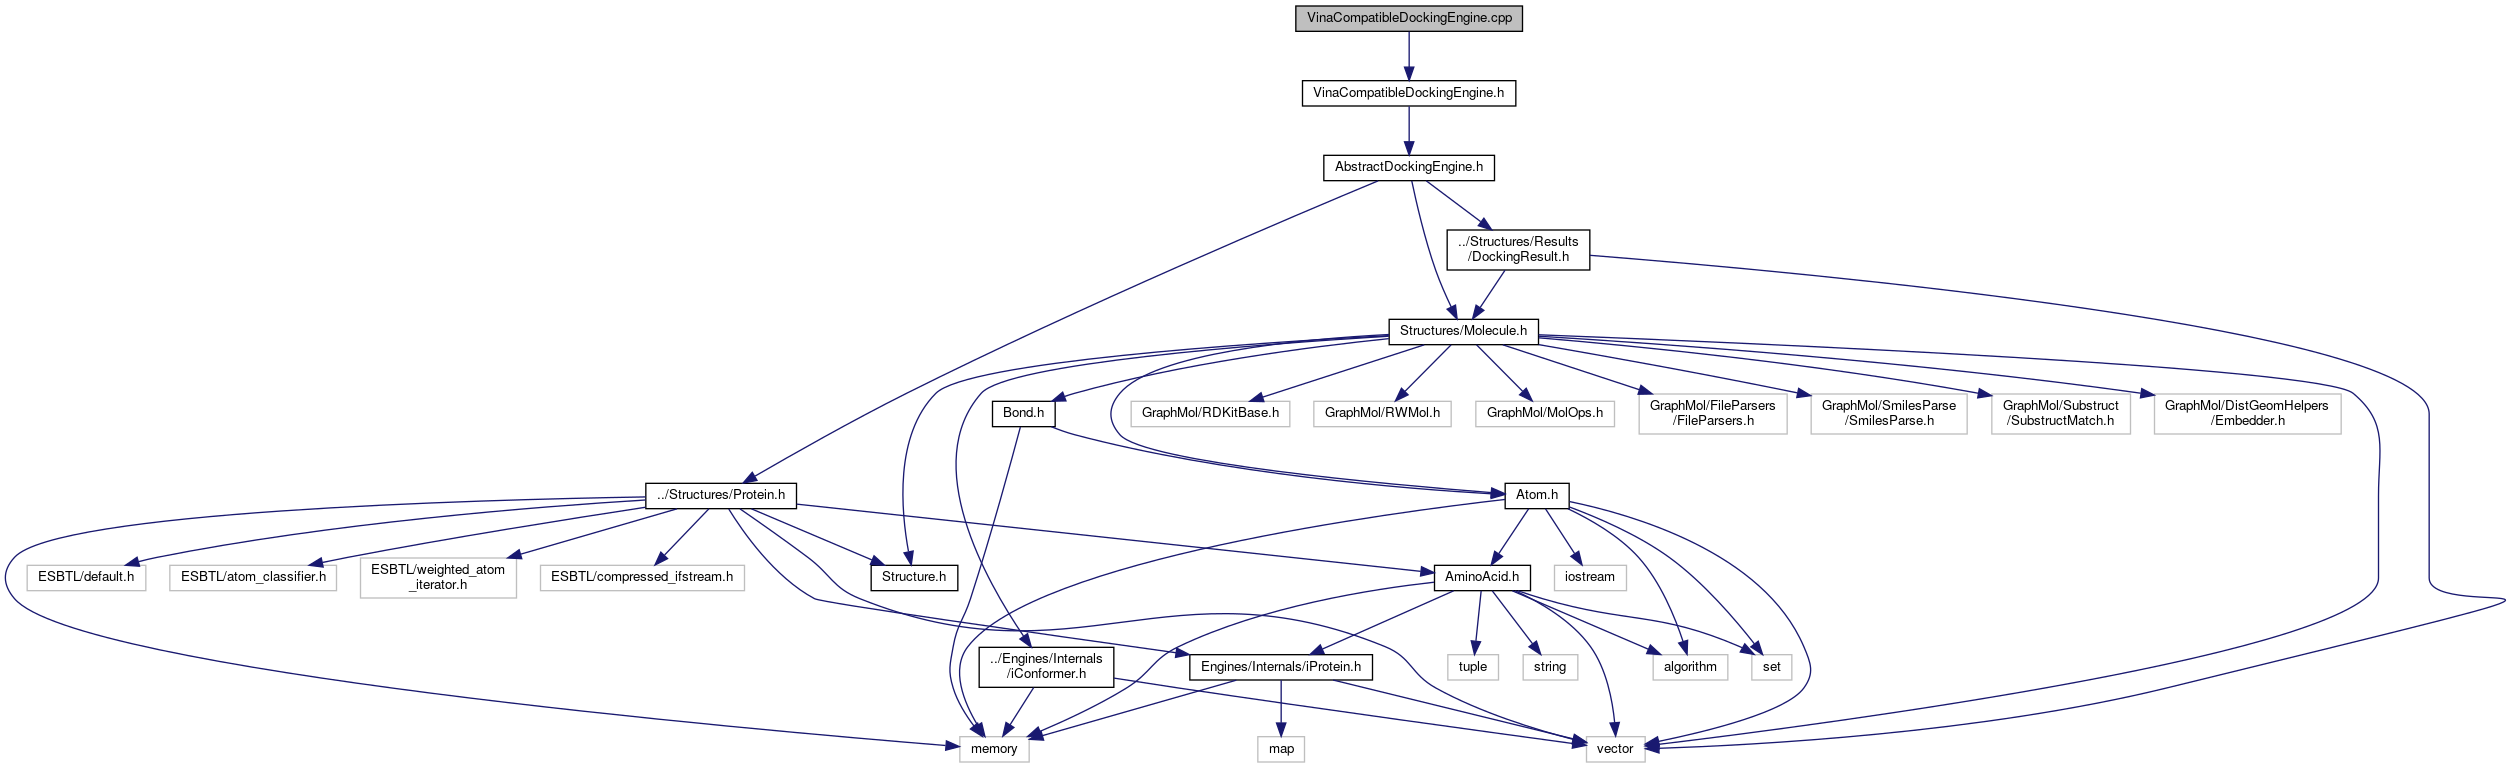 VinaCompatibleDockingEngine.cpp
VinaCompatibleDockingEngine.h
AbstractDockingEngine.h
../Structures/Results
/DockingResult.h
Structures/Molecule.h
Bond.h
GraphMol/RDKitBase.h
GraphMol/RWMol.h
GraphMol/MolOps.h
GraphMol/FileParsers
/FileParsers.h
GraphMol/SmilesParse
/SmilesParse.h
GraphMol/Substruct
/SubstructMatch.h
GraphMol/DistGeomHelpers
/Embedder.h
../Structures/Protein.h
Atom.h
ESBTL/default.h
ESBTL/atom_classifier.h
ESBTL/weighted_atom
_iterator.h
ESBTL/compressed_ifstream.h
Structure.h
AminoAcid.h
iostream
../Engines/Internals
/iConformer.h
Engines/Internals/iProtein.h
tuple
string
algorithm
set
memory
map
vector